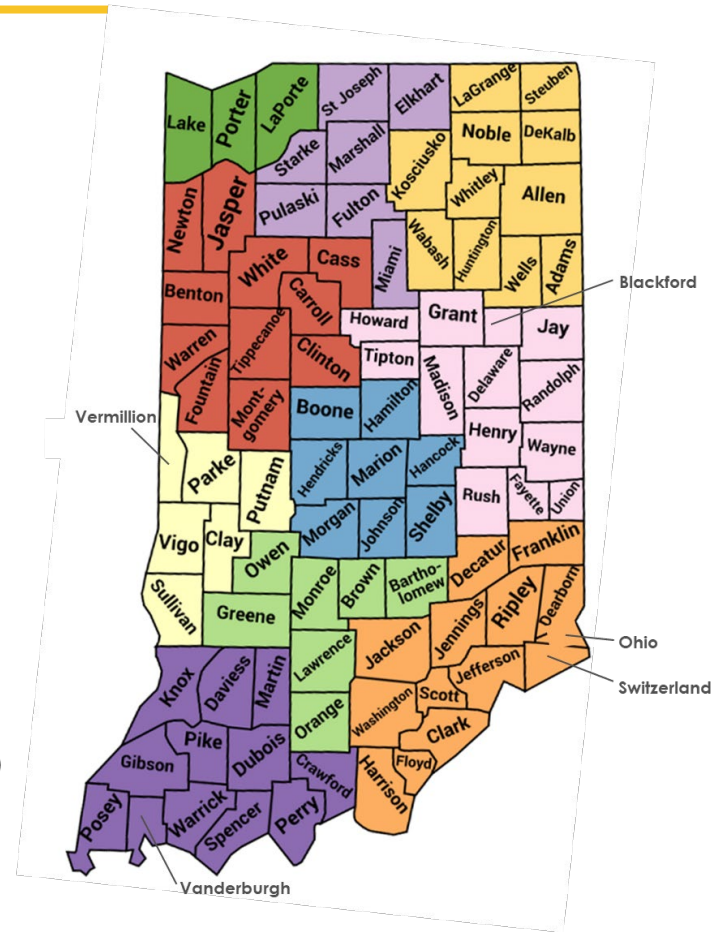 LaGrange
Steuben
St Joseph
Elkhart
LaPorte
Porter
Lake
Noble
DeKalb
Starke
Marshall
Kosciusko
Whitley
Allen
Newton
Jasper
Pulaski
Fulton
Wabash
Huntington
Wells
Adams
White
Cass
Miami
Blackford
Benton
Carroll
Howard
Grant
Jay
Warren
Tippecanoe
Clinton
Tipton
Madison
Delaware
Randolph
Fountain
Mont-
gomery
Boone
Hamilton
Vermillion
Henry
Wayne
Parke
Putnam
Hendricks
Marion
Hancock
Rush
Fayette
Union
Vigo
Clay
Morgan
Johnson
Shelby
Owen
Decatur
Franklin
Sullivan
Greene
Monroe
Brown
Bartho-
lomew
Jennings
Ripley
Dearborn
Lawrence
Jackson
Ohio
Knox
Daviess
Martin
Jefferson
Switzerland
Orange
Washington
Scott
Clark
Pike
Dubois
Gibson
Crawford
Harrison
Floyd
Posey
Warrick
Spencer
Perry
Vanderburgh